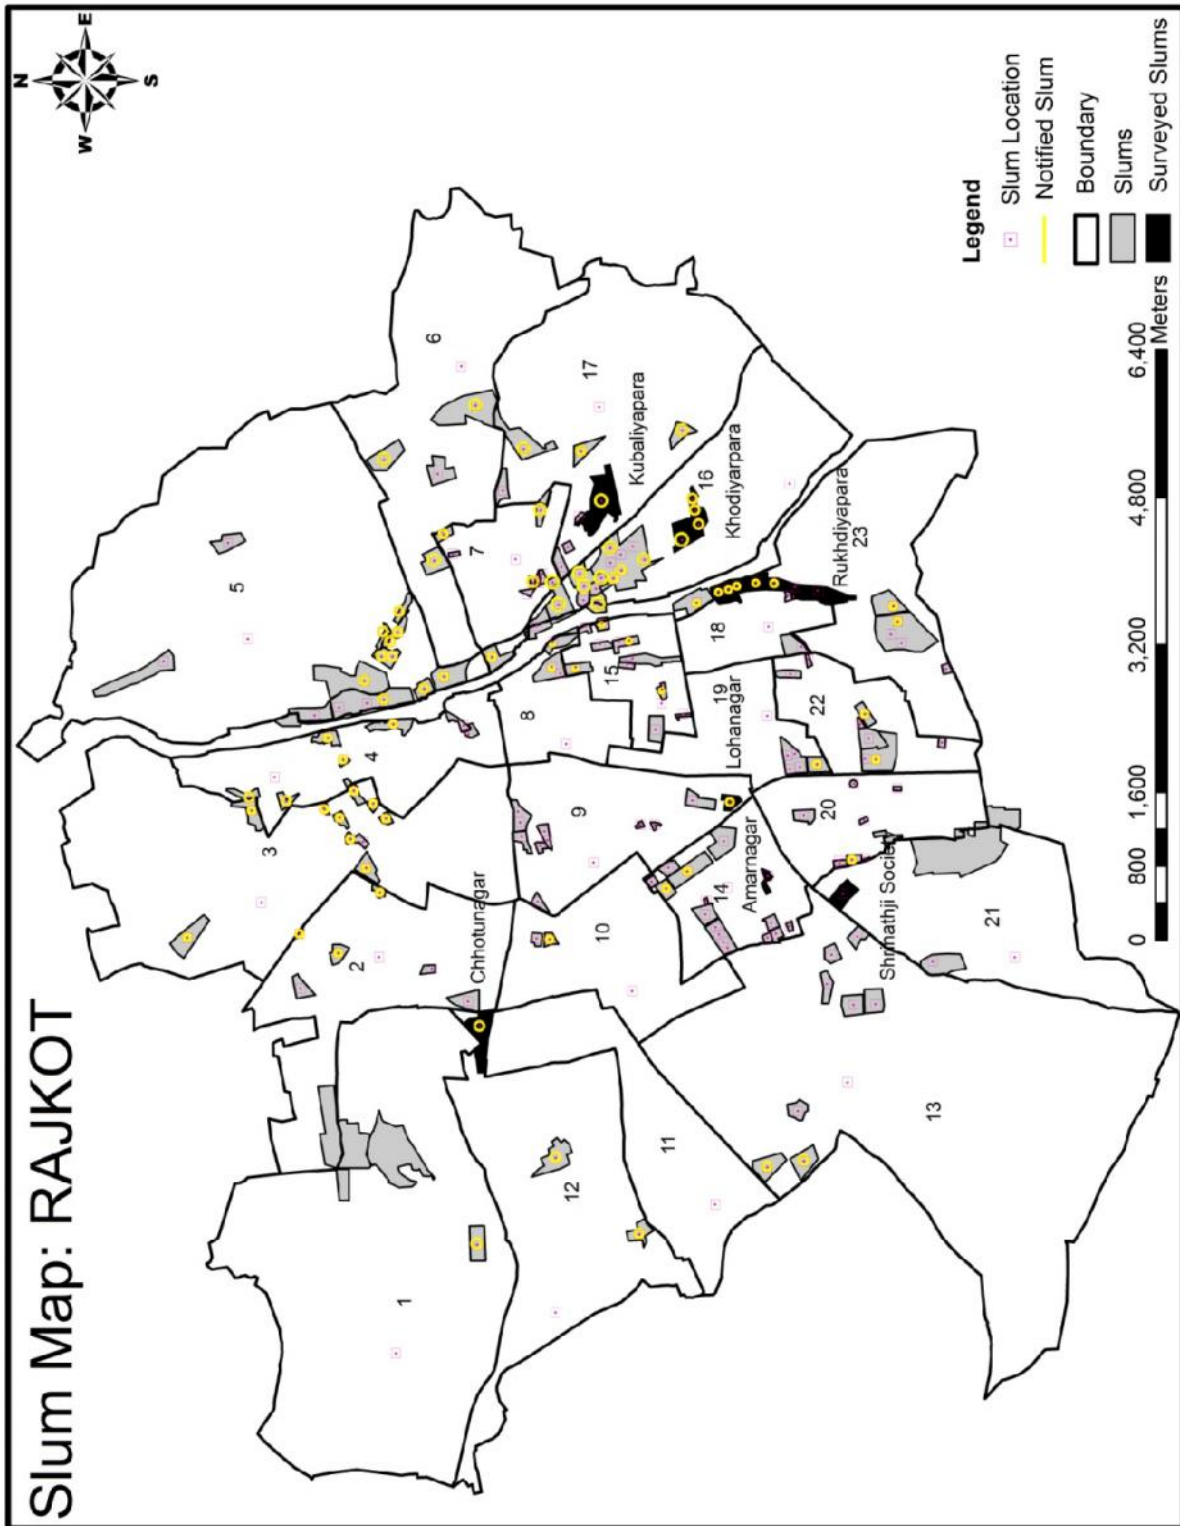 Slum Map: RAJKOT
N
W
E
S
1
2
3
4
5
6
7
8
9
10
11
12
13
14
15
16
17
18
19
20
21
22
23
Chhotunagar
Kubaliyapara
Khodiyarpara
Rukhdiyapara
Lohanagar
Amarnagar
Shrinathji Societ
Legend
Slum Location
Notified Slum
Boundary
Slums
Surveyed Slums
0 800 1,600 3,200 4,800 6,400
Meters